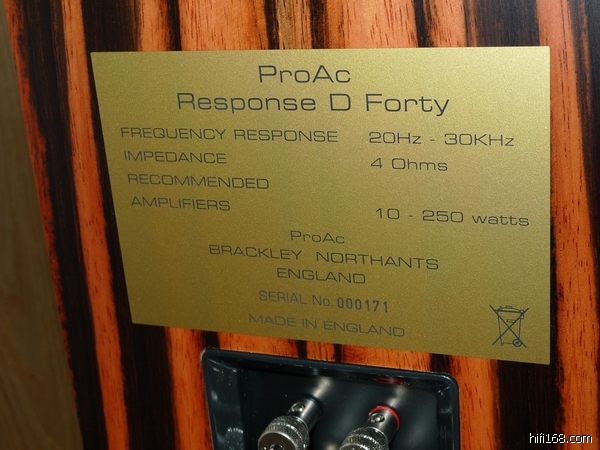 ProAc
Response D Forty
FREQUENCY RESPONSE 20Hz - 30KHz
IMPEDANCE 4 Ohms
RECOMMENDED
AMPLIFIERS 10 - 250 watts
ProAc
BRACKLEY NORTHANTS
ENGLAND
SERIAL No. 000171
MADE IN ENGLAND
hifi168.com